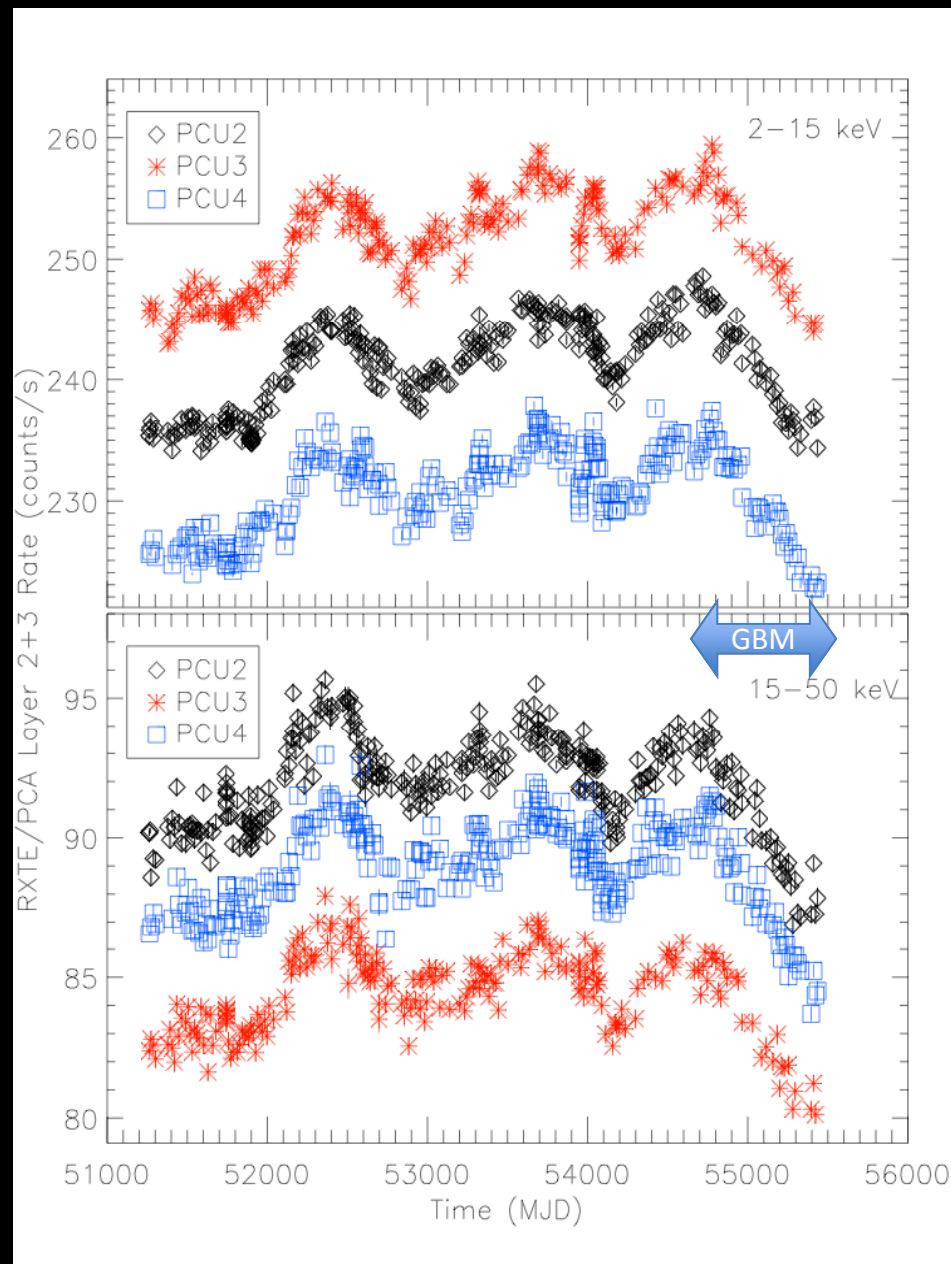 2−15 keV
PCU2
PCU3
PCU4
260
250
240
230
RXTE/PCA Layer 2+3 Rate (counts/s)
GBM
15−50 keV
PCU2
PCU3
PCU4
95
90
85
80
51000 52000 53000 54000 55000 56000
Time (MJD)